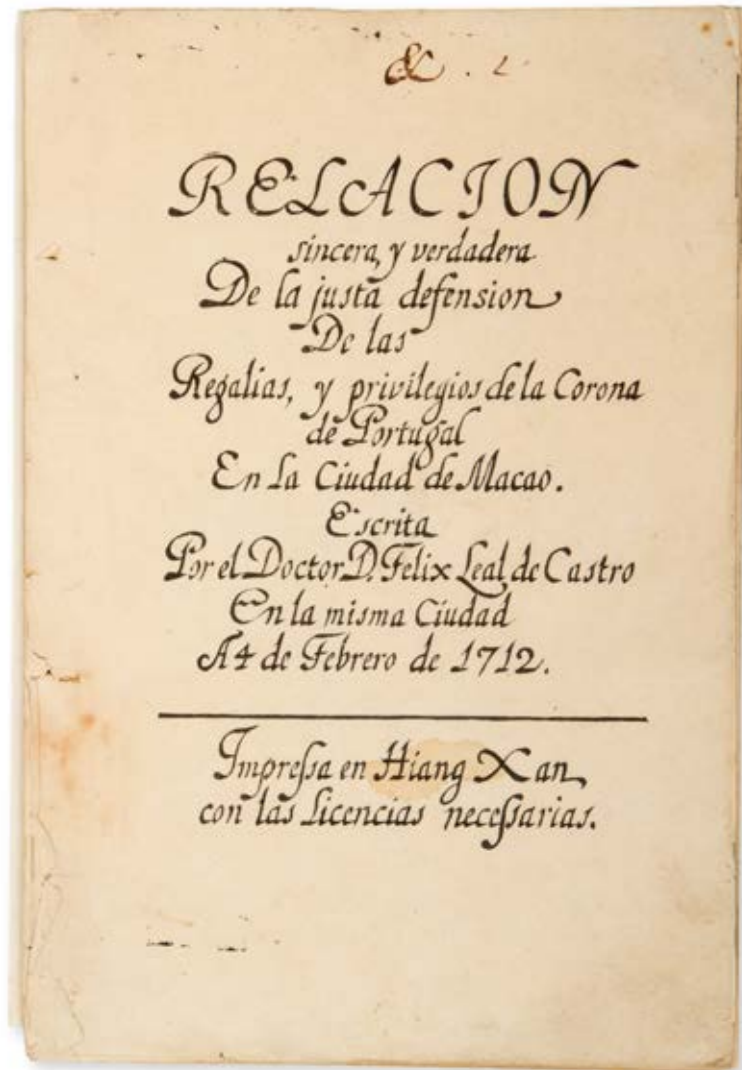 &. 2
RELACION
sincera, y verdadera
De la justa defension
De las
Regalias, y privilegios de la Corona
de Portugal
En la Ciudad de Macao.
Escrita
Por el Doctor D. Felix Leal de Castro
En la misma Ciudad
A 4 de Febrero de 1712.
Impreſsa en Hiang Xan
con las Licencias neceſsarias.